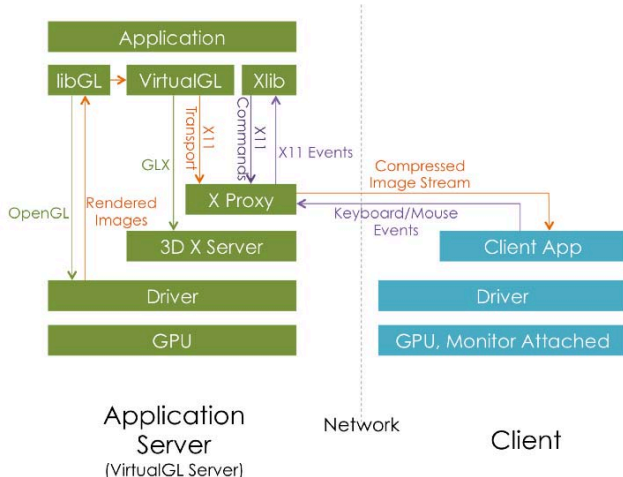 Application
libGL
VirtualGL
Xlib
X11
Transport
X11
Commands
X11 Events
GLX
Compressed
Image Stream
OpenGL
Rendered
Images
X Proxy
Keyboard/Mouse
Events
3D X Server
Client App
Driver
Driver
GPU
GPU, Monitor Attached
Application
Server
(VirtualGL Server)
Network
Client